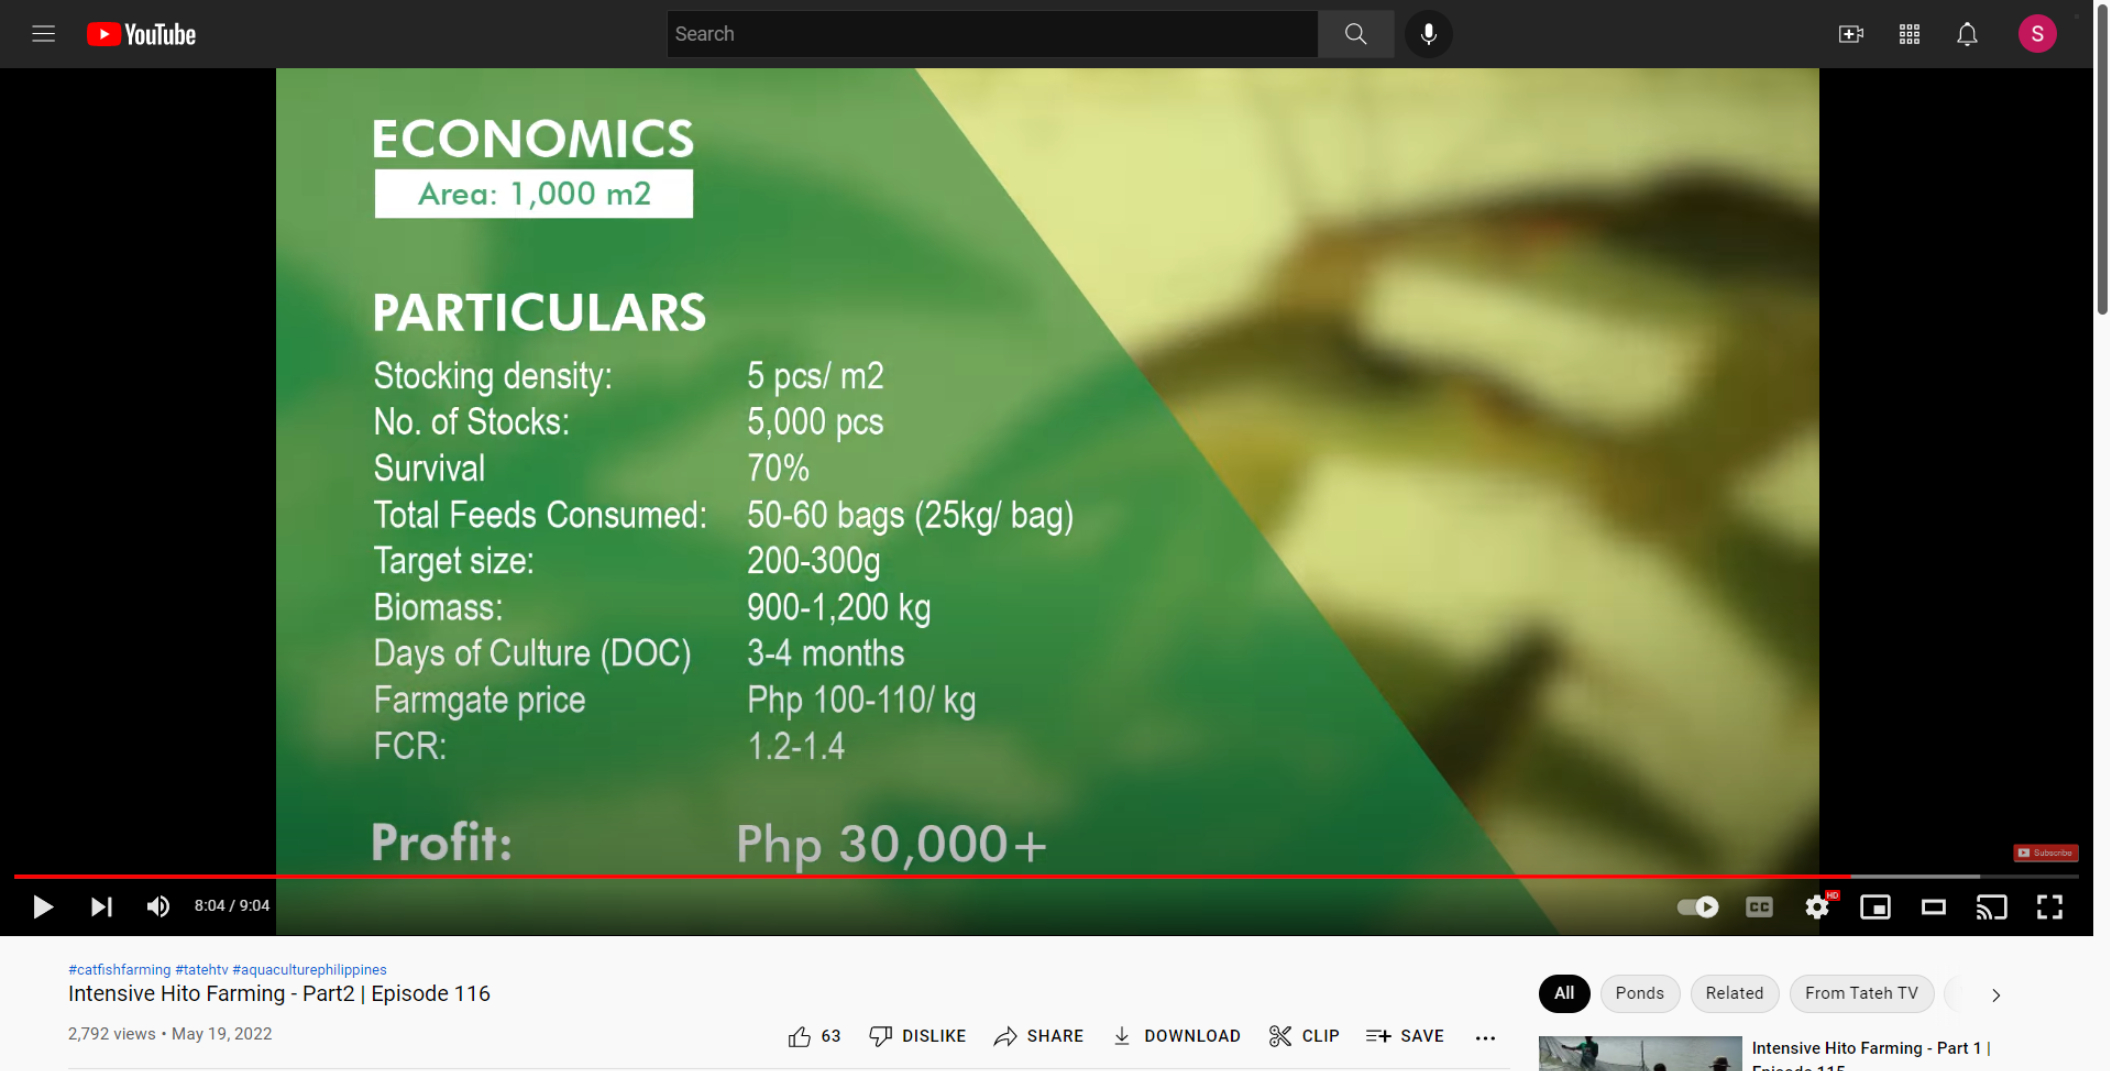 YouTube
Search
S
ECONOMICS
Area: 1,000 m2
PARTICULARS
Stocking density: 5 pcs/ m2
No. of Stocks: 5,000 pcs
Survival 70%
Total Feeds Consumed: 50-60 bags (25kg/ bag)
Target size: 200-300g
Biomass: 900-1,200 kg
Days of Culture (DOC) 3-4 months
Farmgate price Php 100-110/ kg
FCR: 1.2-1.4
Profit: Php 30,000+
Subscribe
8:04 / 9:04
CC
HD
#catfishfarming #tatehtv #aquaculturephilippines
Intensive Hito Farming - Part2 | Episode 116
2,792 views • May 19, 2022
63 DISLIKE SHARE DOWNLOAD CLIP SAVE
All Ponds Related From Tateh TV
Intensive Hito Farming - Part 1 |
Episode 115